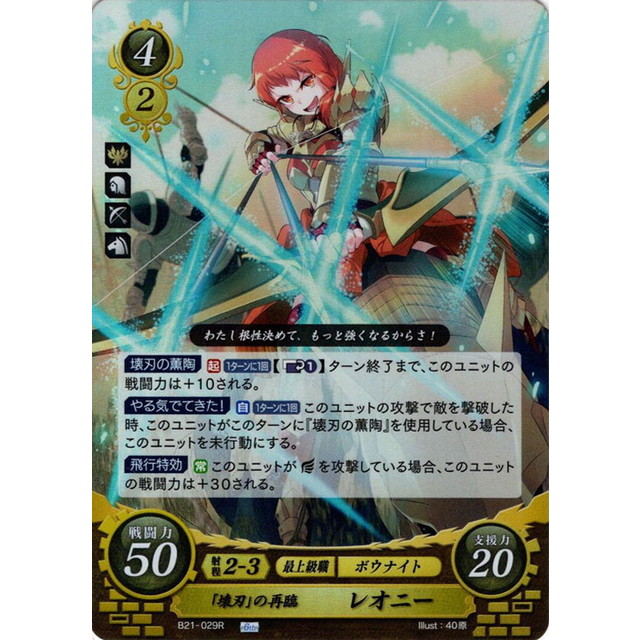 4
2
わたし根性決めて、もっと強くなるからさ！
壊刃の薫陶 起 1ターンに1回 【 1】ターン終了まで、このユニットの
戦闘力は＋10される。
やる気でてきた！ 自 1ターンに1回 このユニットの攻撃で敵を撃破した
時、このユニットがこのターンに『壊刃の薫陶』を使用している場合、
このユニットを未行動にする。
飛行特効 常 このユニットが を攻撃している場合、このユニット
の戦闘力は＋30される。
戦闘力
50
射程 2-3 最上級職 ボウナイト
支援力
20
「壊刃」の再臨 レオニー
B21-029R
Illust：40原